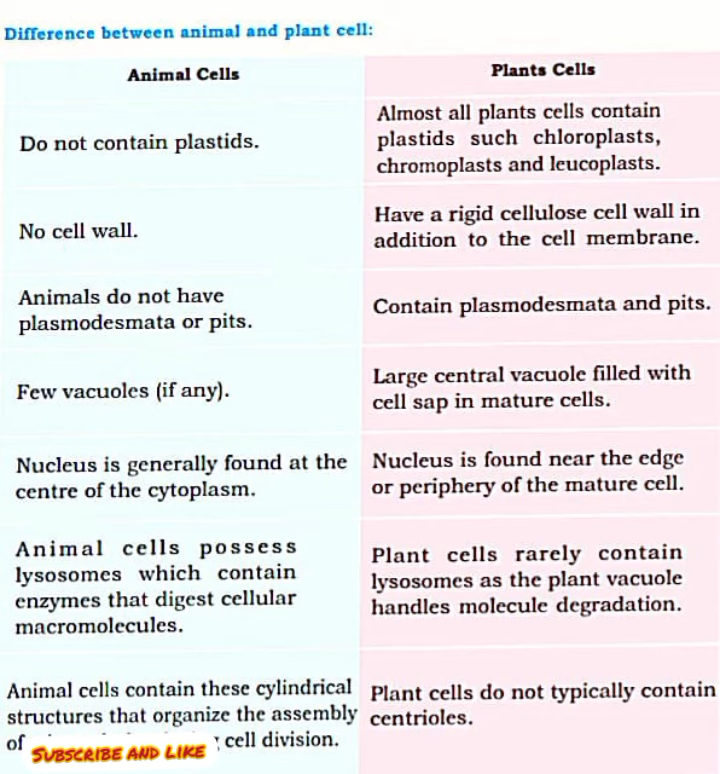 Difference between animal and plant cell:
Animal Cells
Plants Cells
Do not contain plastids.
Almost all plants cells contain
plastids such chloroplasts,
chromoplasts and leucoplasts.
No cell wall.
Have a rigid cellulose cell wall in
addition to the cell membrane.
Animals do not have
plasmodesmata or pits.
Contain plasmodesmata and pits.
Few vacuoles (if any).
Large central vacuole filled with
cell sap in mature cells.
Nucleus is generally found at the
centre of the cytoplasm.
Nucleus is found near the edge
or periphery of the mature cell.
Animal cells possess
lysosomes which contain
enzymes that digest cellular
macromolecules.
Plant cells rarely contain
lysosomes as the plant vacuole
handles molecule degradation.
Animal cells contain these cylindrical
structures that organize the assembly
of cell division.
Plant cells do not typically contain
centrioles.
SUBSCRIBE AND LIKE